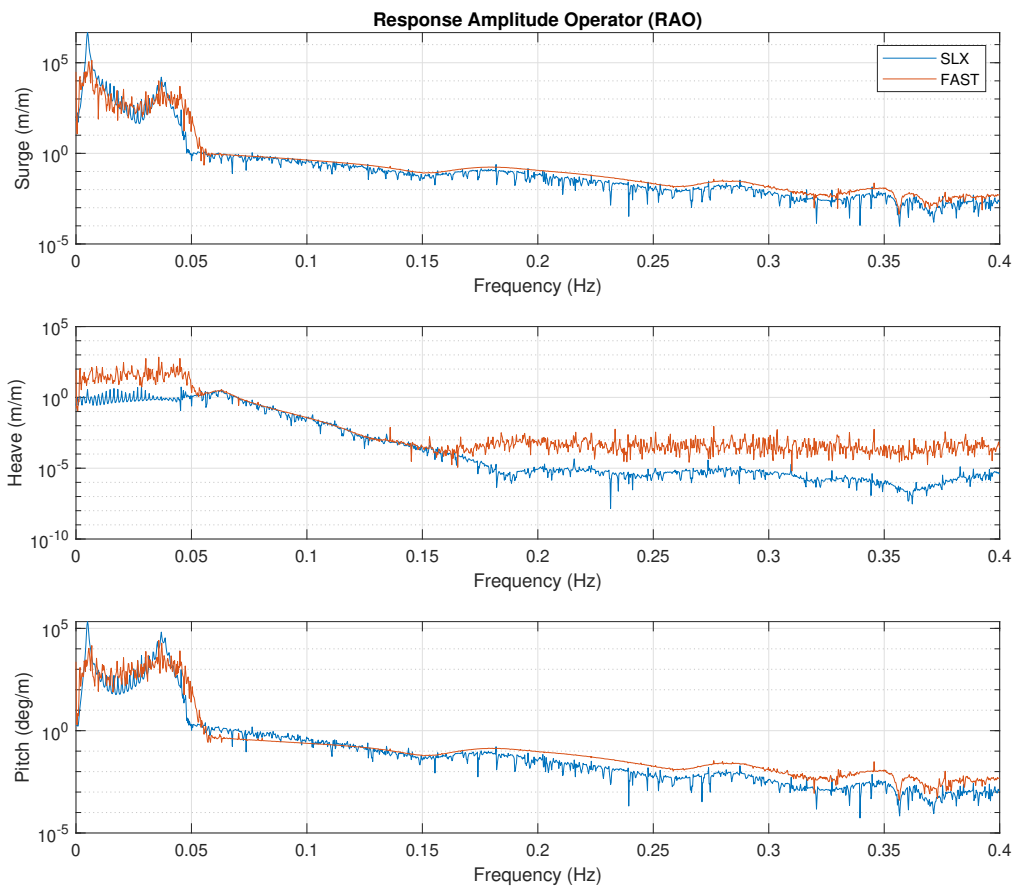 Response Amplitude Operator (RAO)
Surge (m/m)
10^5
10^0
10^-5
SLX
FAST
0 0.05 0.1 0.15 0.2 0.25 0.3 0.35 0.4
Frequency (Hz)
Heave (m/m)
10^5
10^0
10^-5
10^-10
0 0.05 0.1 0.15 0.2 0.25 0.3 0.35 0.4
Frequency (Hz)
Pitch (deg/m)
10^5
10^0
10^-5
0 0.05 0.1 0.15 0.2 0.25 0.3 0.35 0.4
Frequency (Hz)